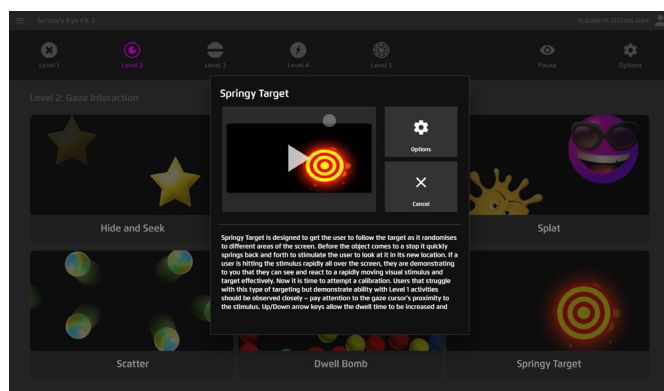 Sensory Eye FX 2
ELIZABETH TESTING 2024
Level 1
Level 2
Level 3
Level 4
Level 5
Pause
Options
Level 2: Gaze Interaction
Springy Target
Options
Cancel
Springy Target is designed to get the user to follow the target as it randomises
to different areas of the screen. Before the object comes to a stop it quickly
springs back and forth to stimulate the user to look at it in its new location. If a
user is hitting the stimulus rapidly all over the screen, they are demonstrating
to you that they can see and react to a rapidly moving visual stimulus and
target effectively. Now it is time to attempt a calibration. Users that struggle
with this type of targeting but demonstrate ability with Level 1 activities
should be observed closely – pay attention to the gaze cursor's proximity to
the stimulus. Up/Down arrow keys allow the dwell time to be increased and
Hide and Seek
Splat
Scatter
Dwell Bomb
Springy Target